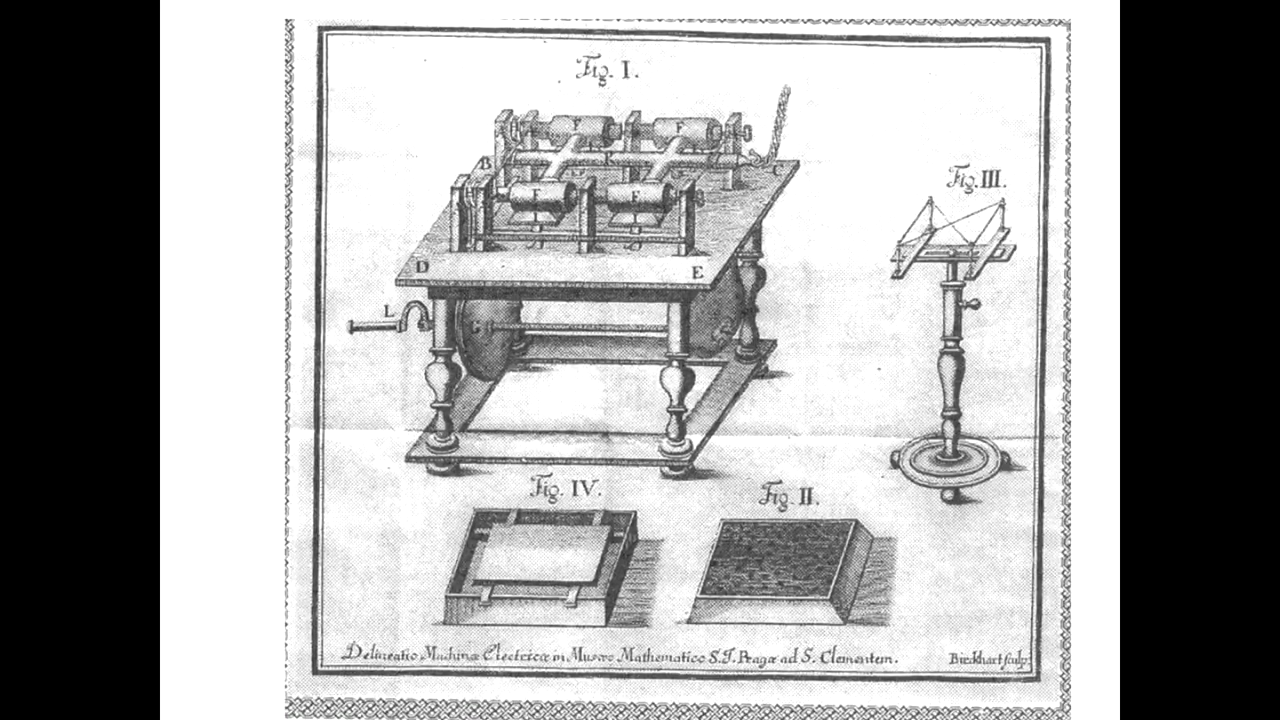 Fig. I.
F F
B R C
F F
Fig. III.
D E
L
G
Fig. IV. Fig. II.
Delineatio Machinæ Electricæ in Musæo Mathematico S.J. Pragæ ad S. Clementem.
Birckhart sculp: